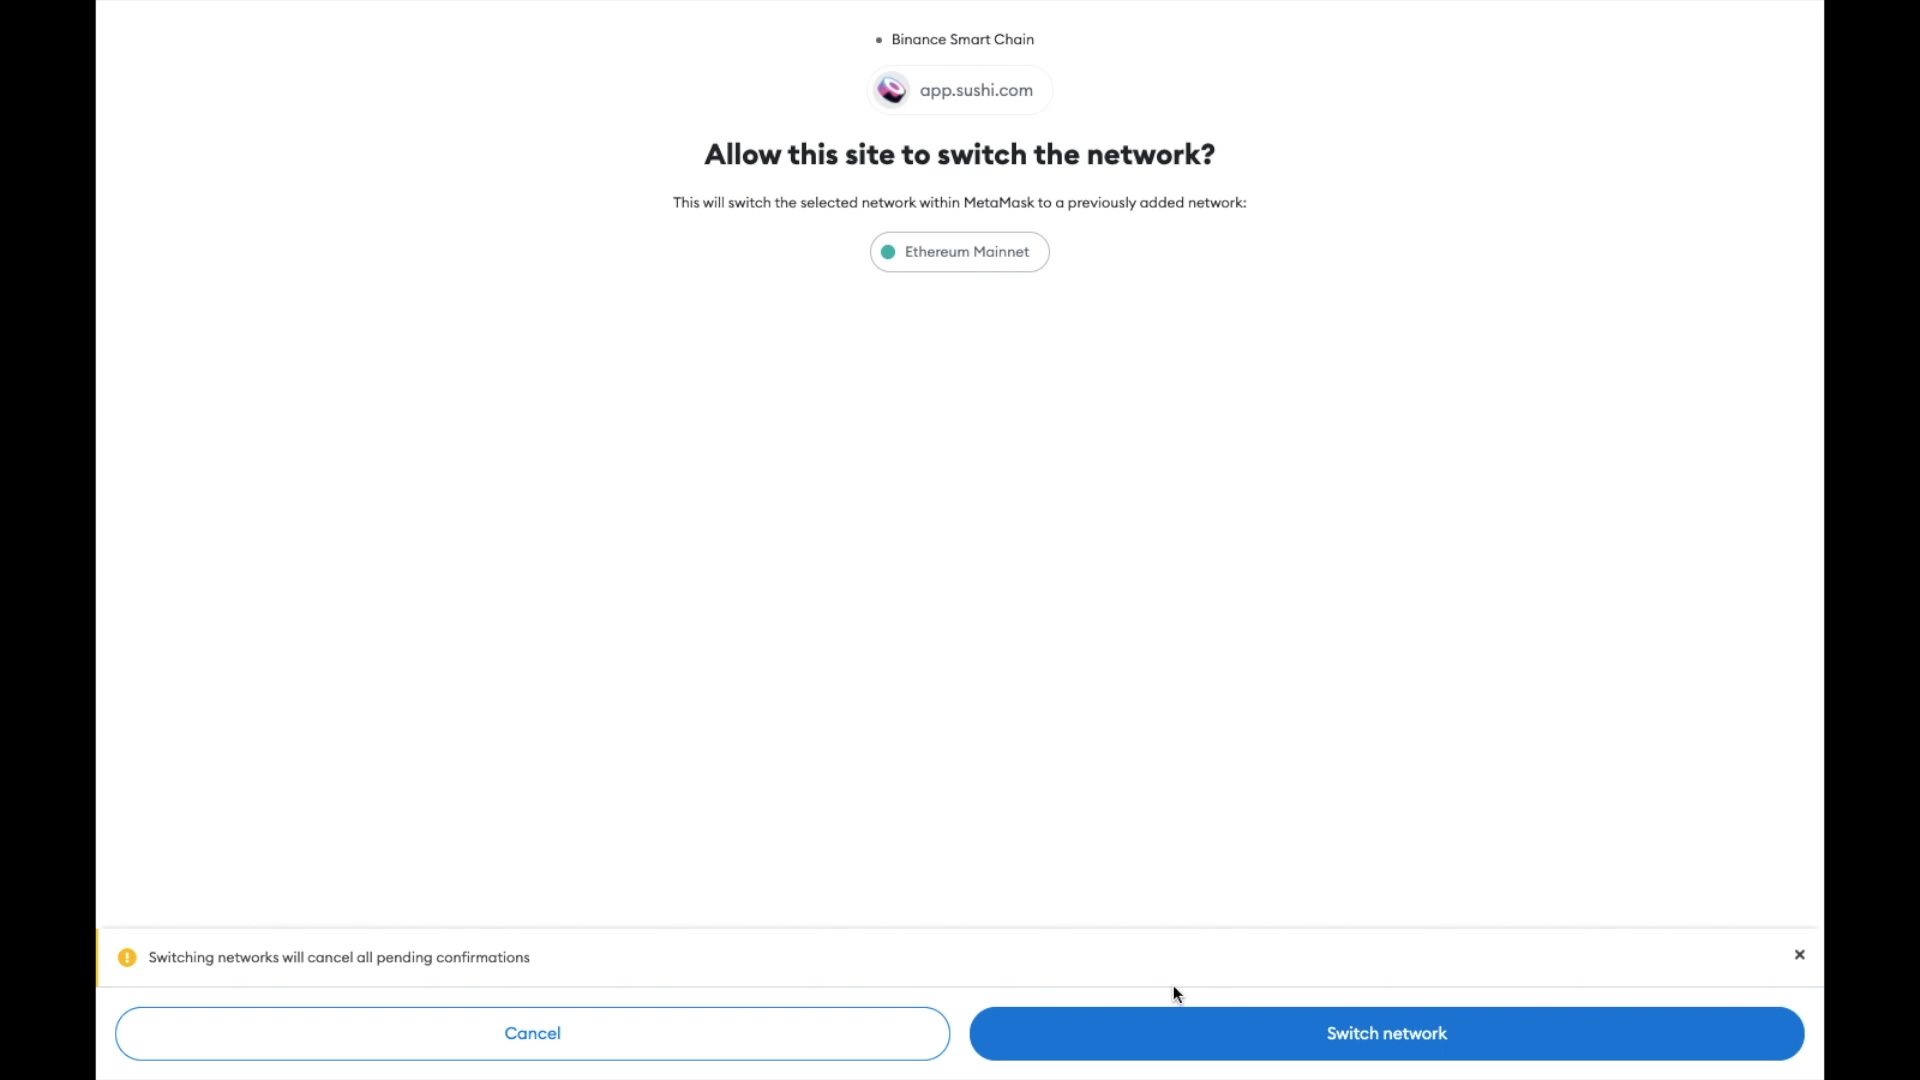 Binance Smart Chain
app.sushi.com
Allow this site to switch the network?
This will switch the selected network within MetaMask to a previously added network:
Ethereum Mainnet
Switching networks will cancel all pending confirmations
Cancel
Switch network